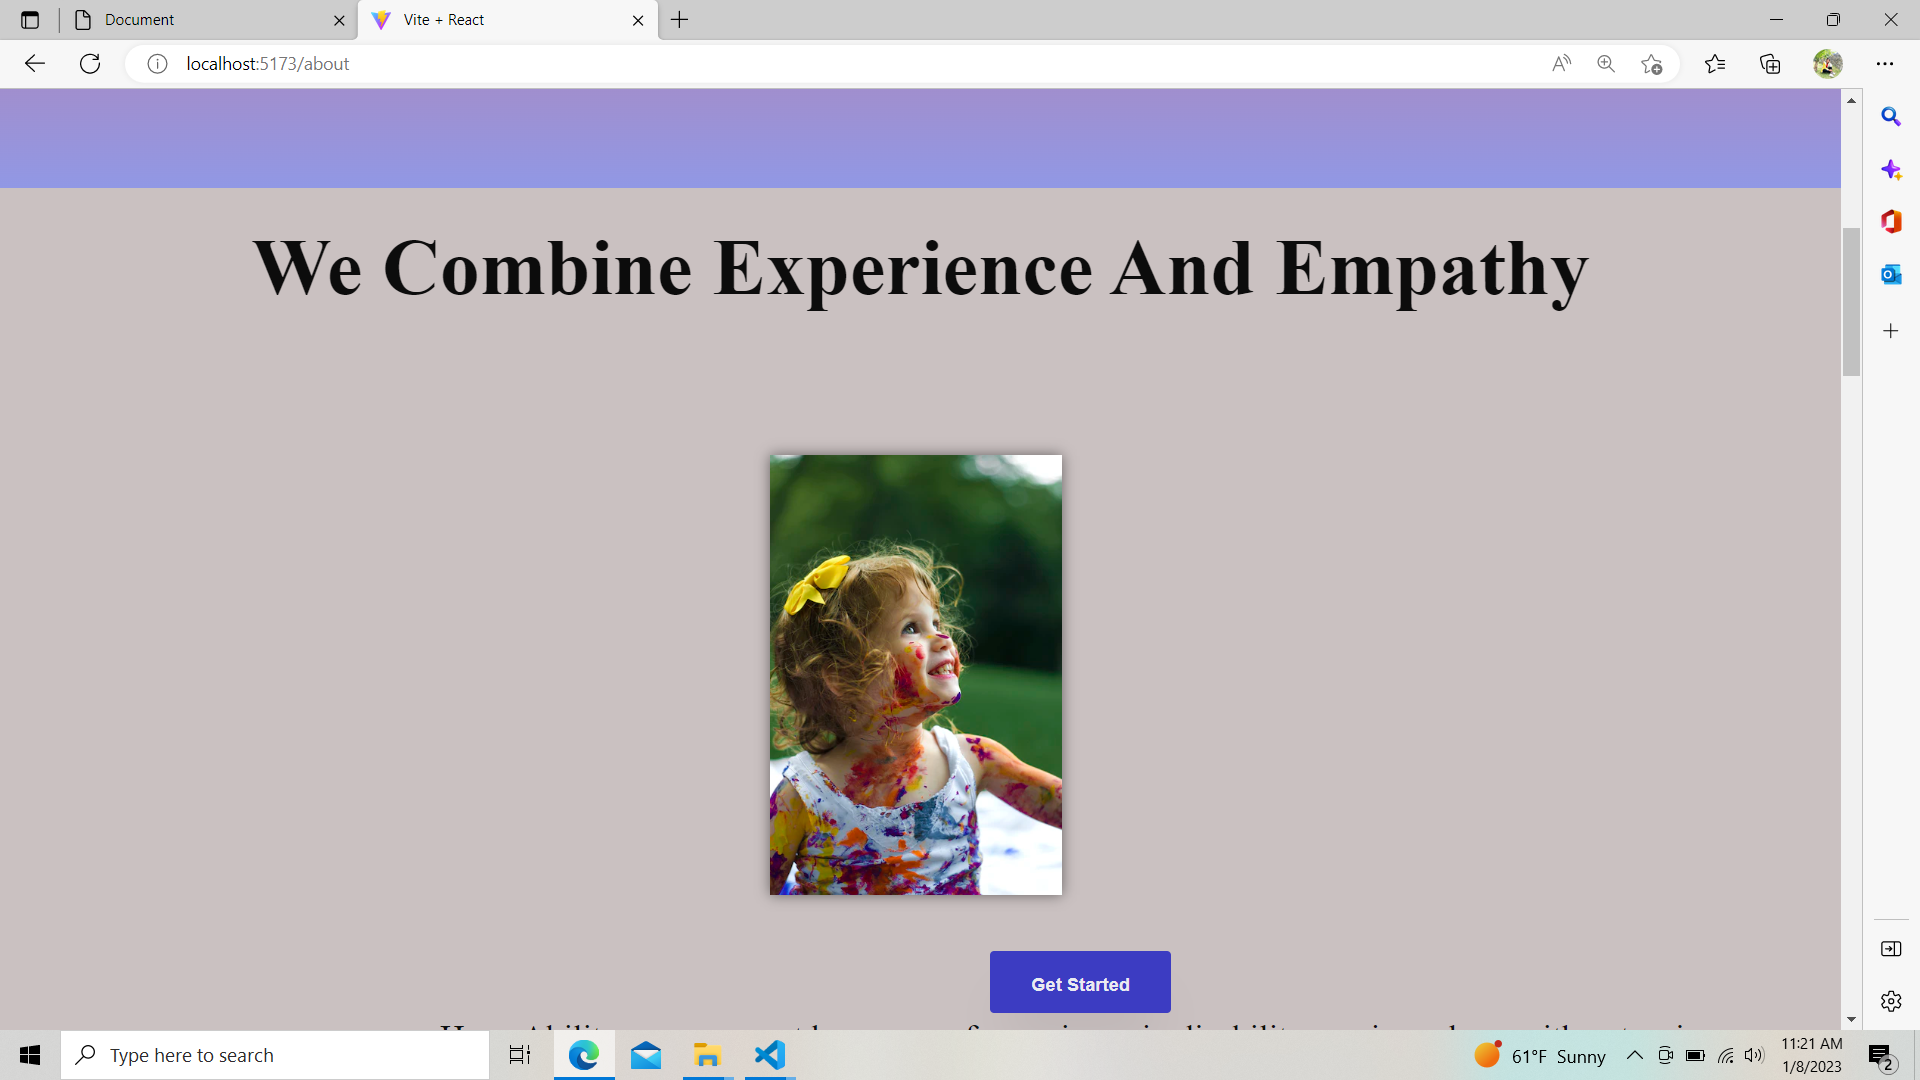 Document
Vite + React
localhost:5173/about
We Combine Experience And Empathy
Get Started
Type here to search
61°F Sunny
11:21 AM
1/8/2023
2